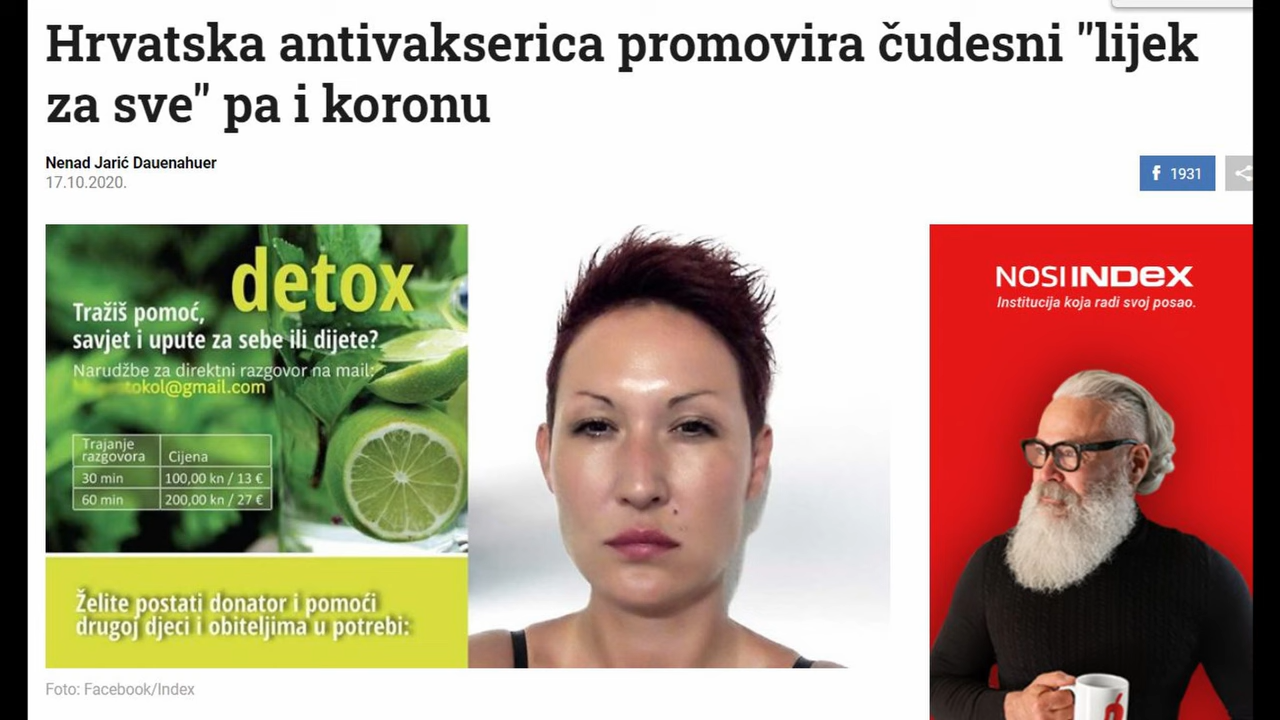 Hrvatska antivakserica promovira čudesni "lijek
za sve" pa i koronu
Nenad Jarić Dauenahuer
17.10.2020.
1931
detox
Tražiš pomoć,
savjet i upute za sebe ili dijete?
Narudžbe za direktni razgovor na mail:
tokol@gmail.com
Trajanje
razgovora
Cijena
30 min
100,00 kn / 13 €
60 min
200,00 kn / 27 €
Želite postati donator i pomoći
drugoj djeci i obiteljima u potrebi:
NOSI INDEX
Institucija koja radi svoj posao.
Foto: Facebook/Index